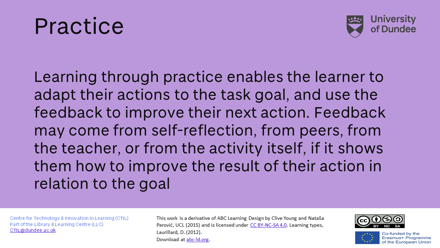 Practice
University
of Dundee
Learning through practice enables the learner to
adapt their actions to the task goal, and use the
feedback to improve their next action. Feedback
may come from self-reflection, from peers, from
the teacher, or from the activity itself, if it shows
them how to improve the result of their action in
relation to the goal
Centre for Technology & Innovation in Learning (CTIL)
Part of the Library & Learning Centre (LLC)
CTIL@dundee.ac.uk
This work is a derivative of ABC Learning Design by Clive Young and Nataša
Perović, UCL (2015) and is licensed under CC BY-NC-SA 4.0. Learning types,
Laurillard, D. (2012).
Download at abc-ld.org.
CC
BY NC SA
Co-funded by the
Erasmus+ Programme
of the European Union